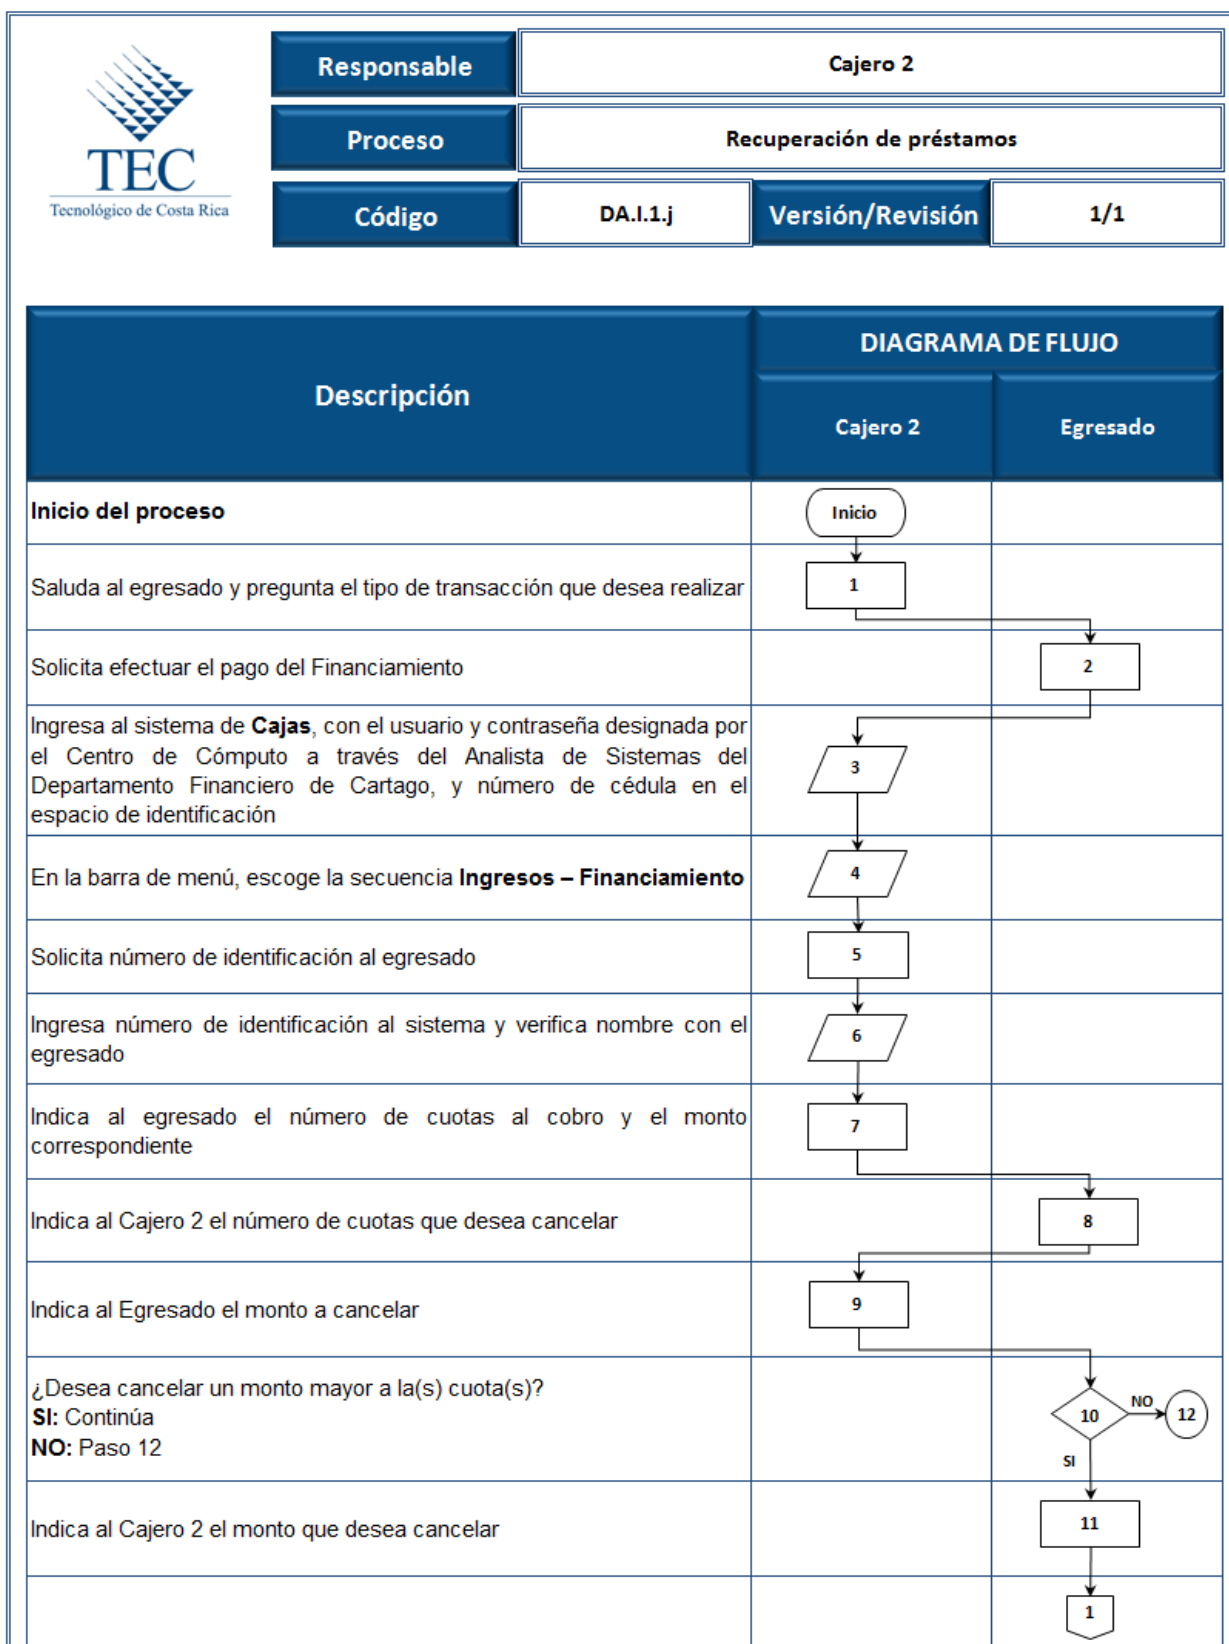 TEC
Tecnológico de Costa Rica
Responsable
Cajero 2
Proceso
Recuperación de préstamos
Código
DA.I.1.j
Versión/Revisión
1/1
Descripción
DIAGRAMA DE FLUJO
Cajero 2
Egresado
Inicio del proceso
Inicio
Saluda al egresado y pregunta el tipo de transacción que desea realizar
1
Solicita efectuar el pago del Financiamiento
2
Ingresa al sistema de Cajas, con el usuario y contraseña designada por
el Centro de Cómputo a través del Analista de Sistemas del
Departamento Financiero de Cartago, y número de cédula en el
espacio de identificación
3
En la barra de menú, escoge la secuencia Ingresos – Financiamiento
4
Solicita número de identificación al egresado
5
Ingresa número de identificación al sistema y verifica nombre con el
egresado
6
Indica al egresado el número de cuotas al cobro y el monto
correspondiente
7
Indica al Cajero 2 el número de cuotas que desea cancelar
8
Indica al Egresado el monto a cancelar
9
¿Desea cancelar un monto mayor a la(s) cuota(s)?
SI: Continúa
NO: Paso 12
10
NO
12
SI
Indica al Cajero 2 el monto que desea cancelar
11
1